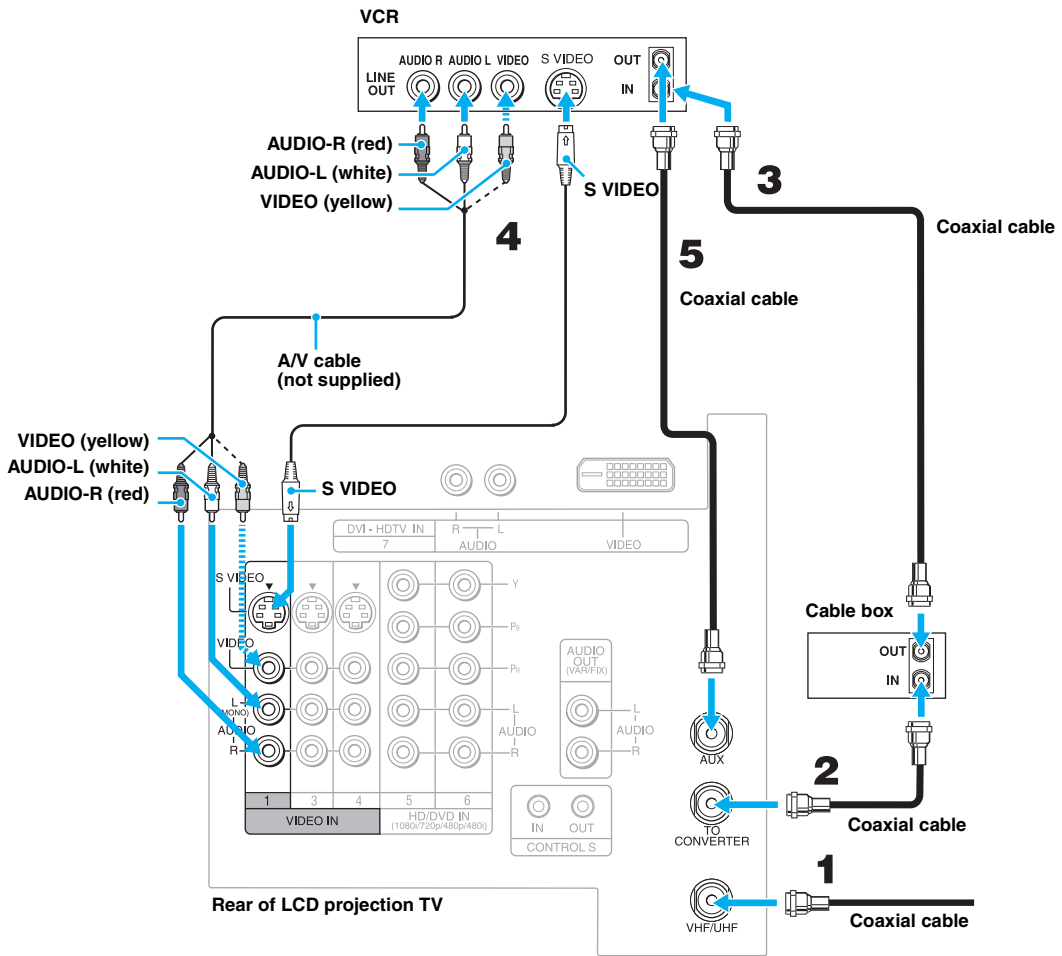 VCR
AUDIO R AUDIO L VIDEO S VIDEO OUT
LINE OUT
IN
AUDIO-R (red)
AUDIO-L (white)
VIDEO (yellow)
S VIDEO
3
4
5
Coaxial cable
Coaxial cable
A/V cable
(not supplied)
VIDEO (yellow)
AUDIO-L (white)
AUDIO-R (red)
S VIDEO
DVI - HDTV IN
7
R L
AUDIO
VIDEO
S VIDEO
VIDEO
L
(MONO)
AUDIO
R
Y
PB
PR
L
AUDIO
R
AUDIO
OUT
(VAR/FIX)
L
AUDIO
R
1 3 4 5 6
VIDEO IN
HD/DVD IN
(1080i/720p/480p/480i)
IN OUT
CONTROL S
Cable box
OUT
IN
AUX
2
TO
CONVERTER
Coaxial cable
1
VHF/UHF
Coaxial cable
Rear of LCD projection TV